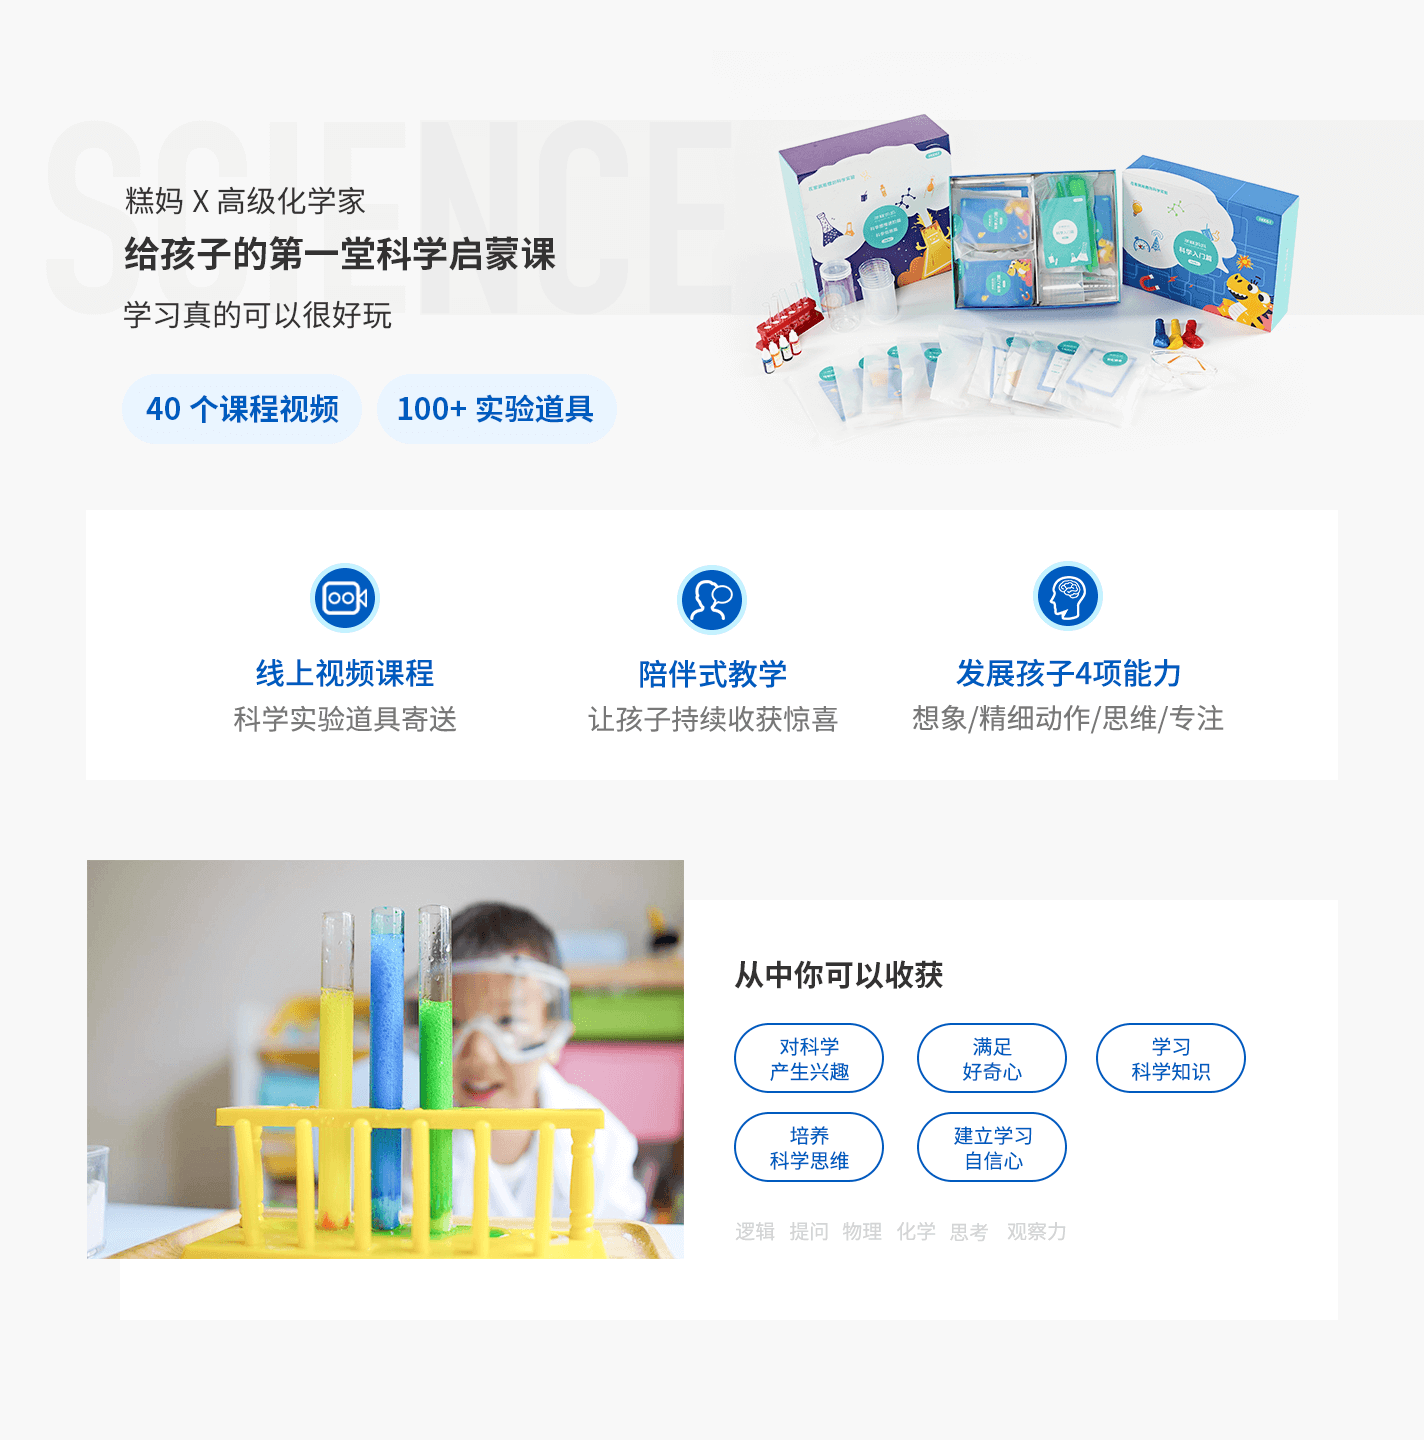 SCIENCE
糕妈 X 高级化学家
给孩子的第一堂科学启蒙课
学习真的可以很好玩
40 个课程视频
100+ 实验道具
科学入门篇
线上视频课程
科学实验道具寄送
陪伴式教学
让孩子持续收获惊喜
发展孩子4项能力
想象/精细动作/思维/专注
从中你可以收获
对科学
产生兴趣
满足
好奇心
学习
科学知识
培养
科学思维
建立学习
自信心
逻辑 提问 物理 化学 思考 观察力